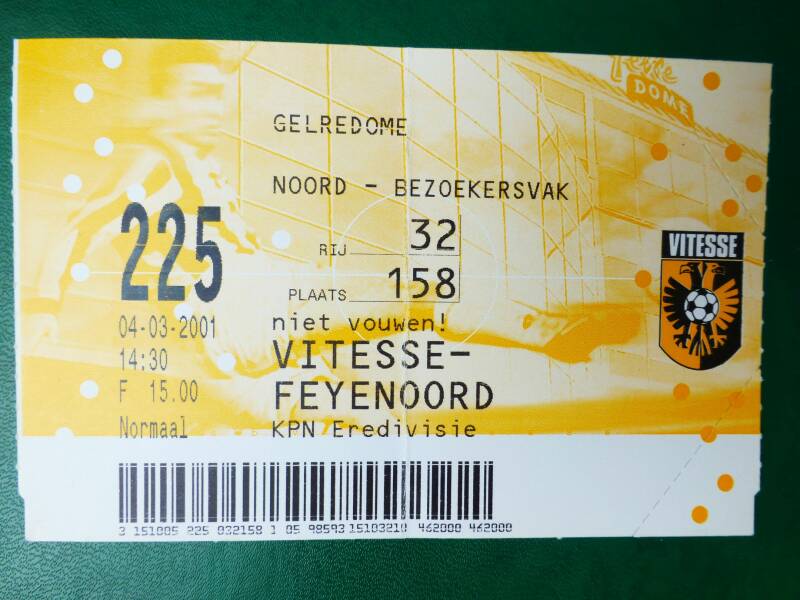 Gelre
DOME
GELREDOME
NOORD - BEZOEKERSVAK
225
RIJ 32
PLAATS 158
VITESSE
04-03-2001
niet vouwen!
14:30
VITESSE-
F 15.00
FEYENOORD
Normaal
KPN Eredivisie
3 151005 225 032158 1 05 98593 15103210 462000 462000